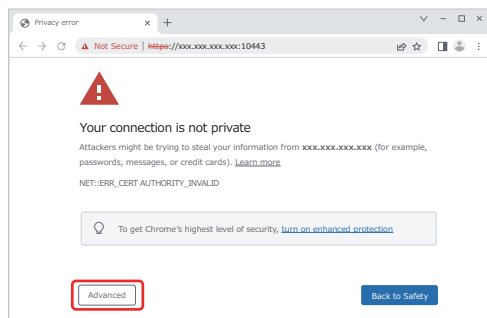 Privacy error
Not Secure | https://xxx.xxx.xxx.xxx:10443
Your connection is not private
Attackers might be trying to steal your information from xxx.xxx.xxx.xxx (for example,
passwords, messages, or credit cards). Learn more
NET::ERR_CERT AUTHORITY_INVALID
To get Chrome's highest level of security, turn on enhanced protection
Advanced
Back to Safety